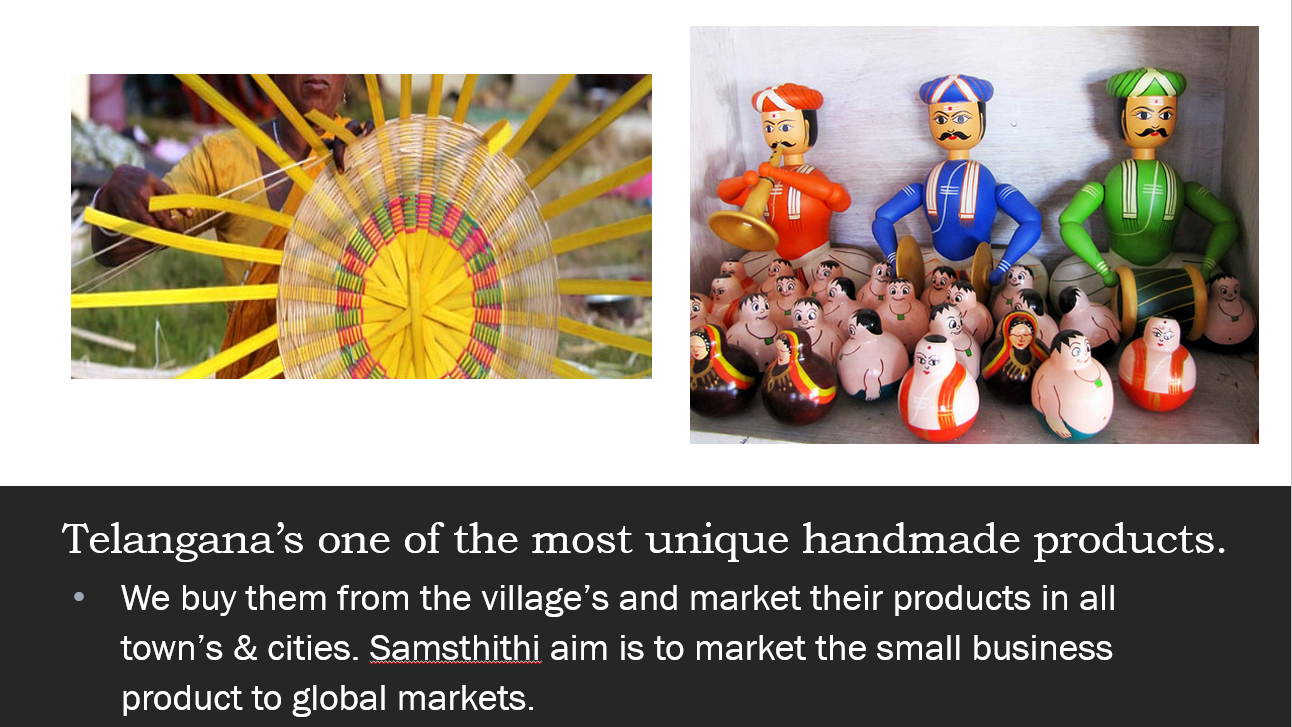 Telangana’s one of the most unique handmade products.
• We buy them from the village’s and market their products in all
town’s & cities. Samsthithi aim is to market the small business
product to global markets.